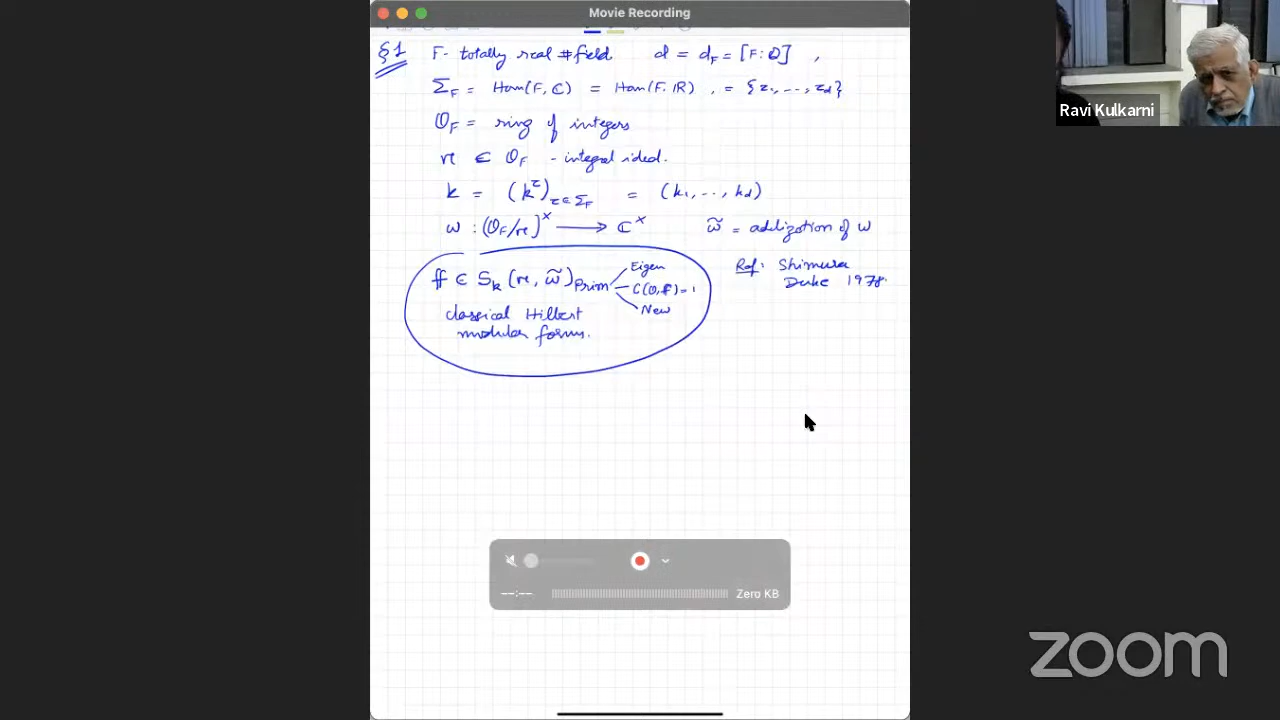 Movie Recording
§1 F - totally real #field d = d_F = [F:Q] ,
Σ_F = Hom(F, C) = Hom(F, R) , = {τ_1, ..., τ_d}
O_F = ring of integers
n ⊂ O_F - integral ideal.
k = (k^τ)_{τ ∈ Σ_F} = (k_1, .., k_d)
ω : (O_F/n)^× ⟶ C^× ω̃ = adelization of ω
f ∈ S_k (n, ω̃)_Prim
Eigen
C(O, f) = 1
New
Ref: Shimura
Duke 1978.
classical Hilbert
modular forms.
--:-- Zero KB
Ravi Kulkarni
zoom